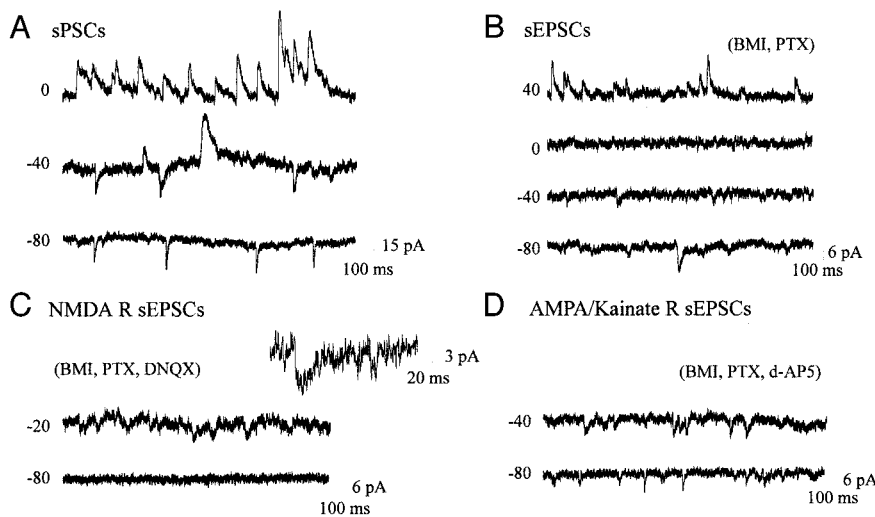 A sPSCs
0
-40
-80
15 pA
100 ms
B sEPSCs
(BMI, PTX)
40
0
-40
-80
6 pA
100 ms
C NMDA R sEPSCs
3 pA
20 ms
(BMI, PTX, DNQX)
-20
-80
6 pA
100 ms
D AMPA/Kainate R sEPSCs
(BMI, PTX, d-AP5)
-40
-80
6 pA
100 ms